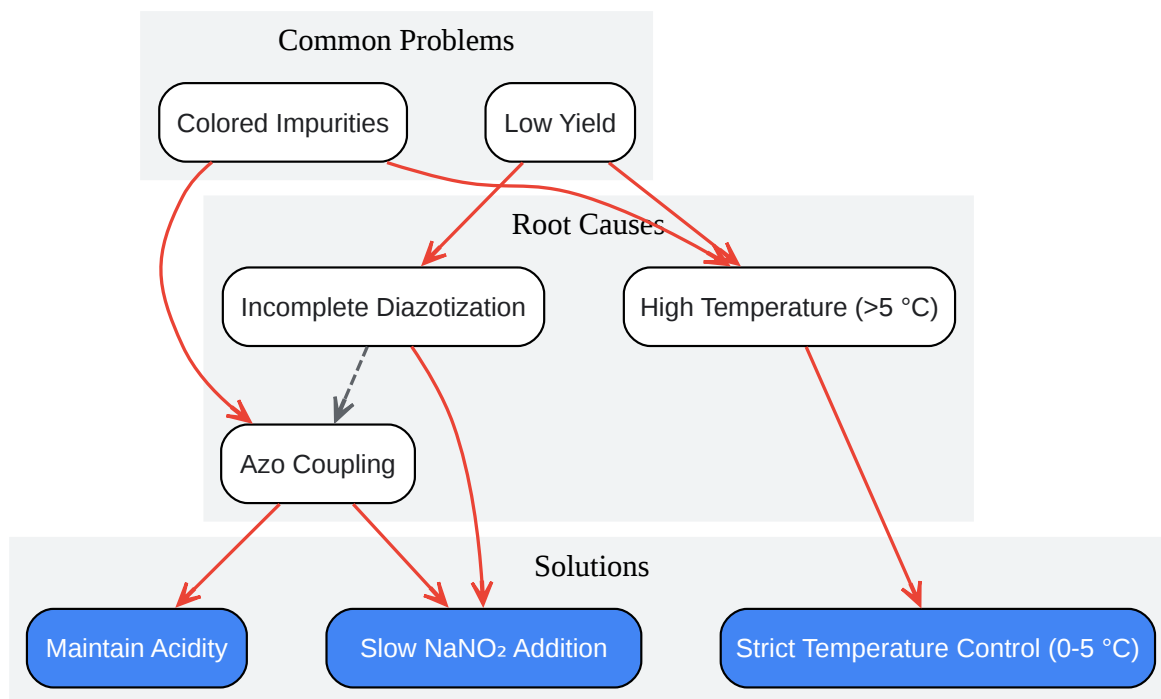 Common Problems
Colored Impurities
Low Yield
Root Causes
Incomplete Diazotization
High Temperature (>5 °C)
Azo Coupling
Solutions
Maintain Acidity
Slow NaNO₂ Addition
Strict Temperature Control (0-5 °C)